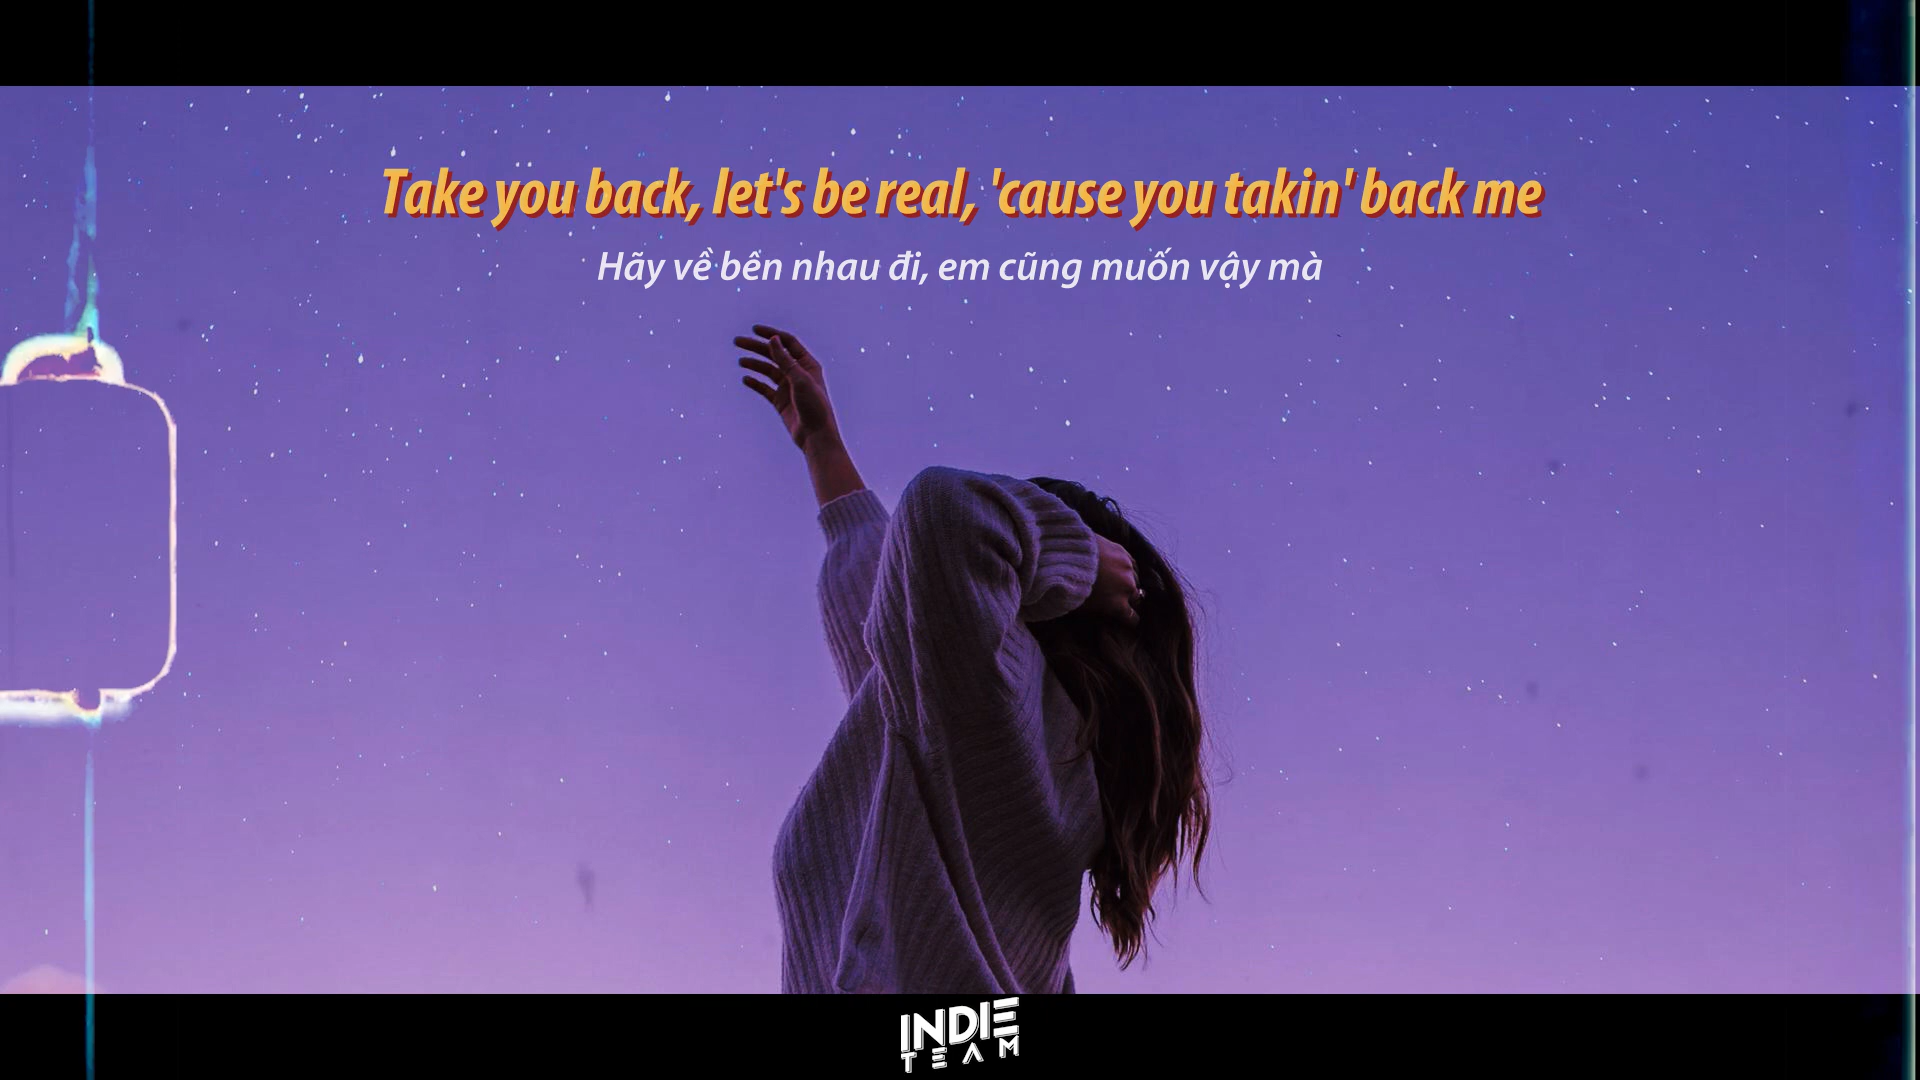 Take you back, let's be real, 'cause you takin' back me
Hãy về bên nhau đi, em cũng muốn vậy mà
INDIE
TEAM